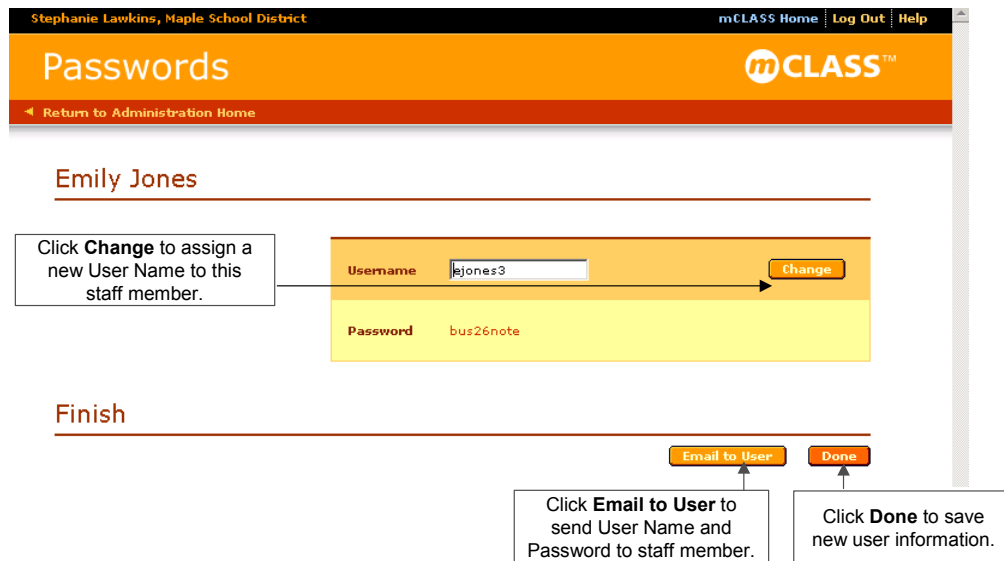 Stephanie Lawkins, Maple School District
mCLASS Home Log Out Help
Passwords
mCLASS™
Return to Administration Home
Emily Jones
Click Change to assign a
new User Name to this
staff member.
Username ejones3 Change
Password bus26note
Finish
Email to User Done
Click Email to User to
send User Name and
Password to staff member.
Click Done to save
new user information.